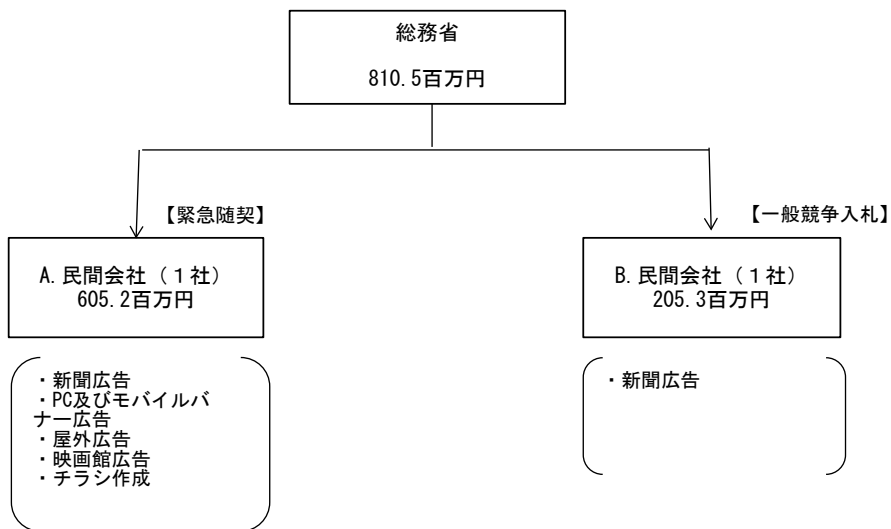 総務省
810.5百万円
【緊急随契】
【一般競争入札】
A.民間会社（１社）
605.2百万円
B.民間会社（１社）
205.3百万円
・新聞広告
・PC及びモバイルバ
ナー広告
・屋外広告
・映画館広告
・チラシ作成
・新聞広告